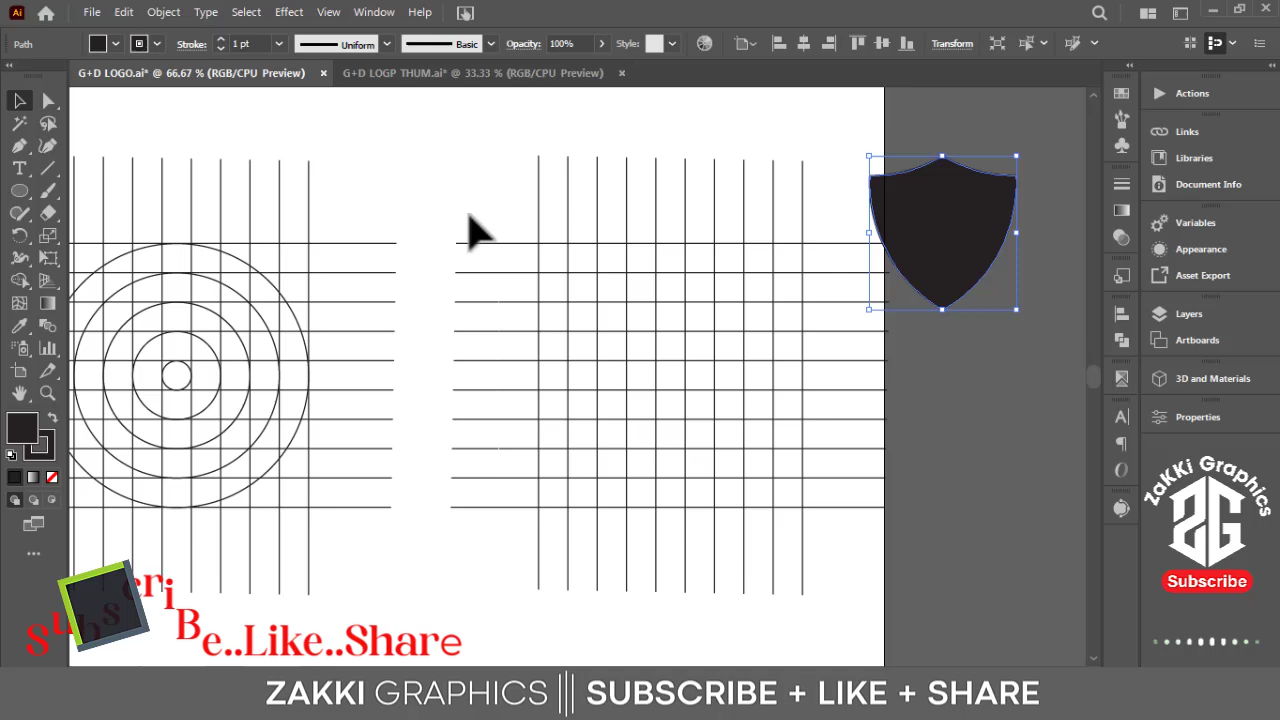 Ai File Edit Object Type Select Effect View Window Help
Path Stroke: 1 pt Uniform Basic Opacity: 100% Style: Transform
G+D LOGO.ai* @ 66.67 % (RGB/CPU Preview) × G+D LOGP THUM.ai* @ 33.33 % (RGB/CPU Preview) ×
Actions
Links
Libraries
Document Info
Variables
Appearance
Asset Export
Layers
Artboards
3D and Materials
Properties
ZaKKi Graphics
ZG
Subscribe
Subscri
Be..Like..Share
ZAKKI GRAPHICS ||| SUBSCRIBE + LIKE + SHARE